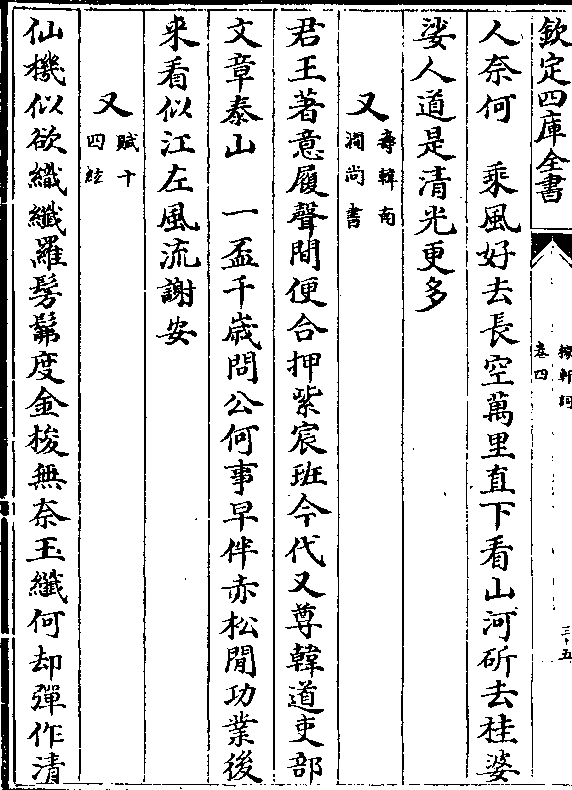 欽定四庫全書
稼軒詞
卷四
三十五
人奈何　乘風好去長空萬里直下看山河斫去桂婆
娑人道是清光更多
又壽韓南澗尚書
君王著意履聲間便合押紫宸班今代又尊韓道吏部
文章泰山　一盃千嵗問公何事早伴赤松閒功業後
来看似江左風流謝安
又賦十四絃
仙機似欲織纖羅髣髴度金梭無奈玉纖何却彈作清